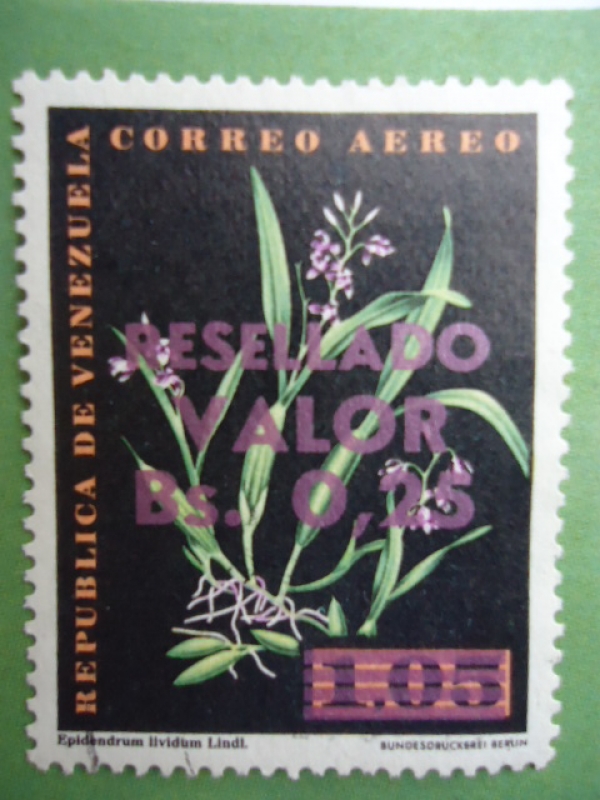 CORREO AEREO
REPUBLICA DE VENEZUELA
RESELLADO
VALOR
Bs. 0,25
1.05
Epidendrum lividum Lindl.
BUNDESDRUCKEREI BERLIN